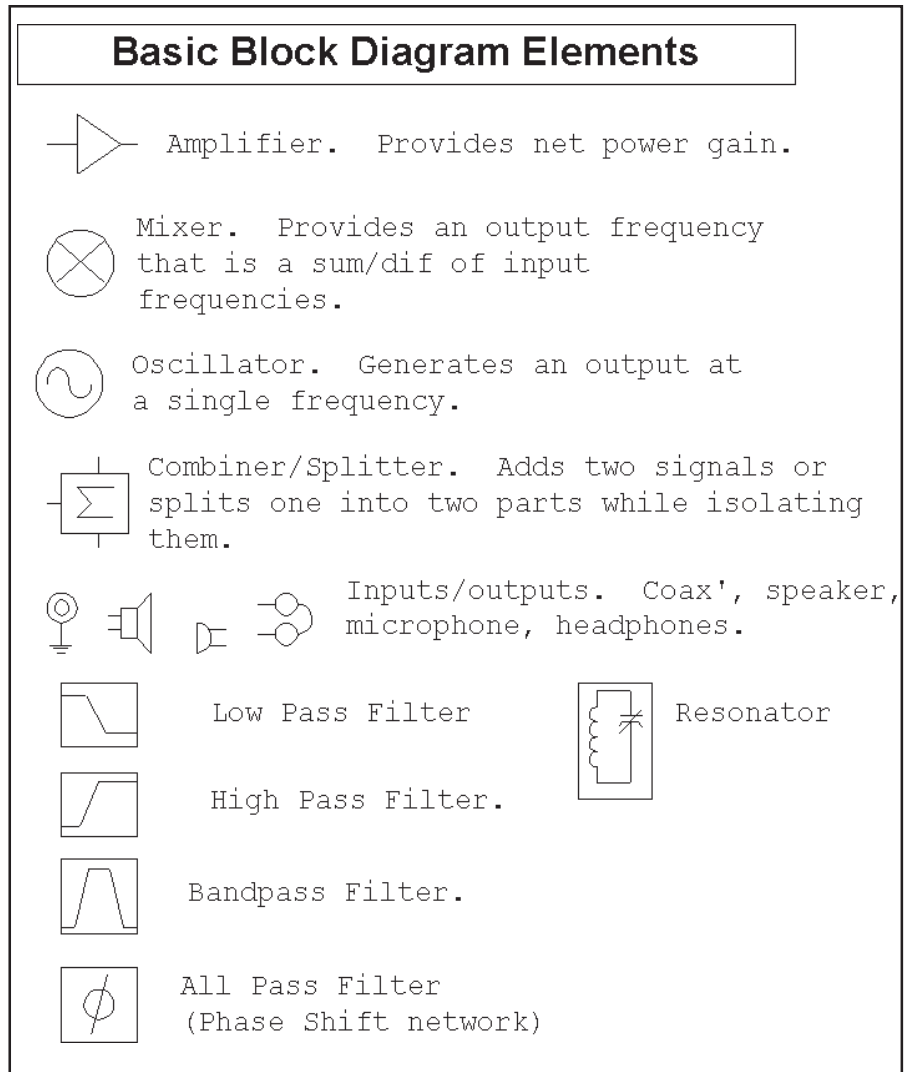 Basic Block Diagram Elements
Amplifier. Provides net power gain.
Mixer. Provides an output frequency
that is a sum/dif of input
frequencies.
Oscillator. Generates an output at
a single frequency.
Combiner/Splitter. Adds two signals or
splits one into two parts while isolating
them.
Inputs/outputs. Coax', speaker,
microphone, headphones.
Low Pass Filter
Resonator
High Pass Filter.
Bandpass Filter.
All Pass Filter
(Phase Shift network)